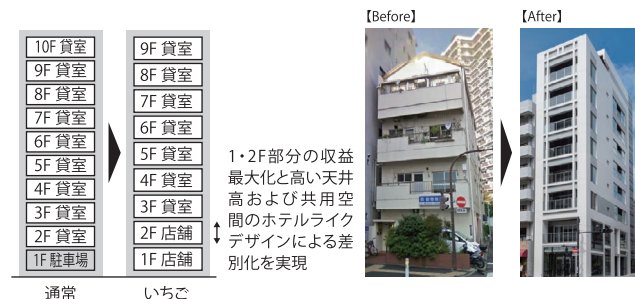 10F 貸室
9F 貸室
8F 貸室
7F 貸室
6F 貸室
5F 貸室
4F 貸室
3F 貸室
2F 貸室
1F 駐車場
通常
9F 貸室
8F 貸室
7F 貸室
6F 貸室
5F 貸室
4F 貸室
3F 貸室
2F 店舗
1F 店舗
いちご
1・2F部分の収益
最大化と高い天井
高および共用空
間のホテルライク
デザインによる差
別化を実現
【Before】
【After】